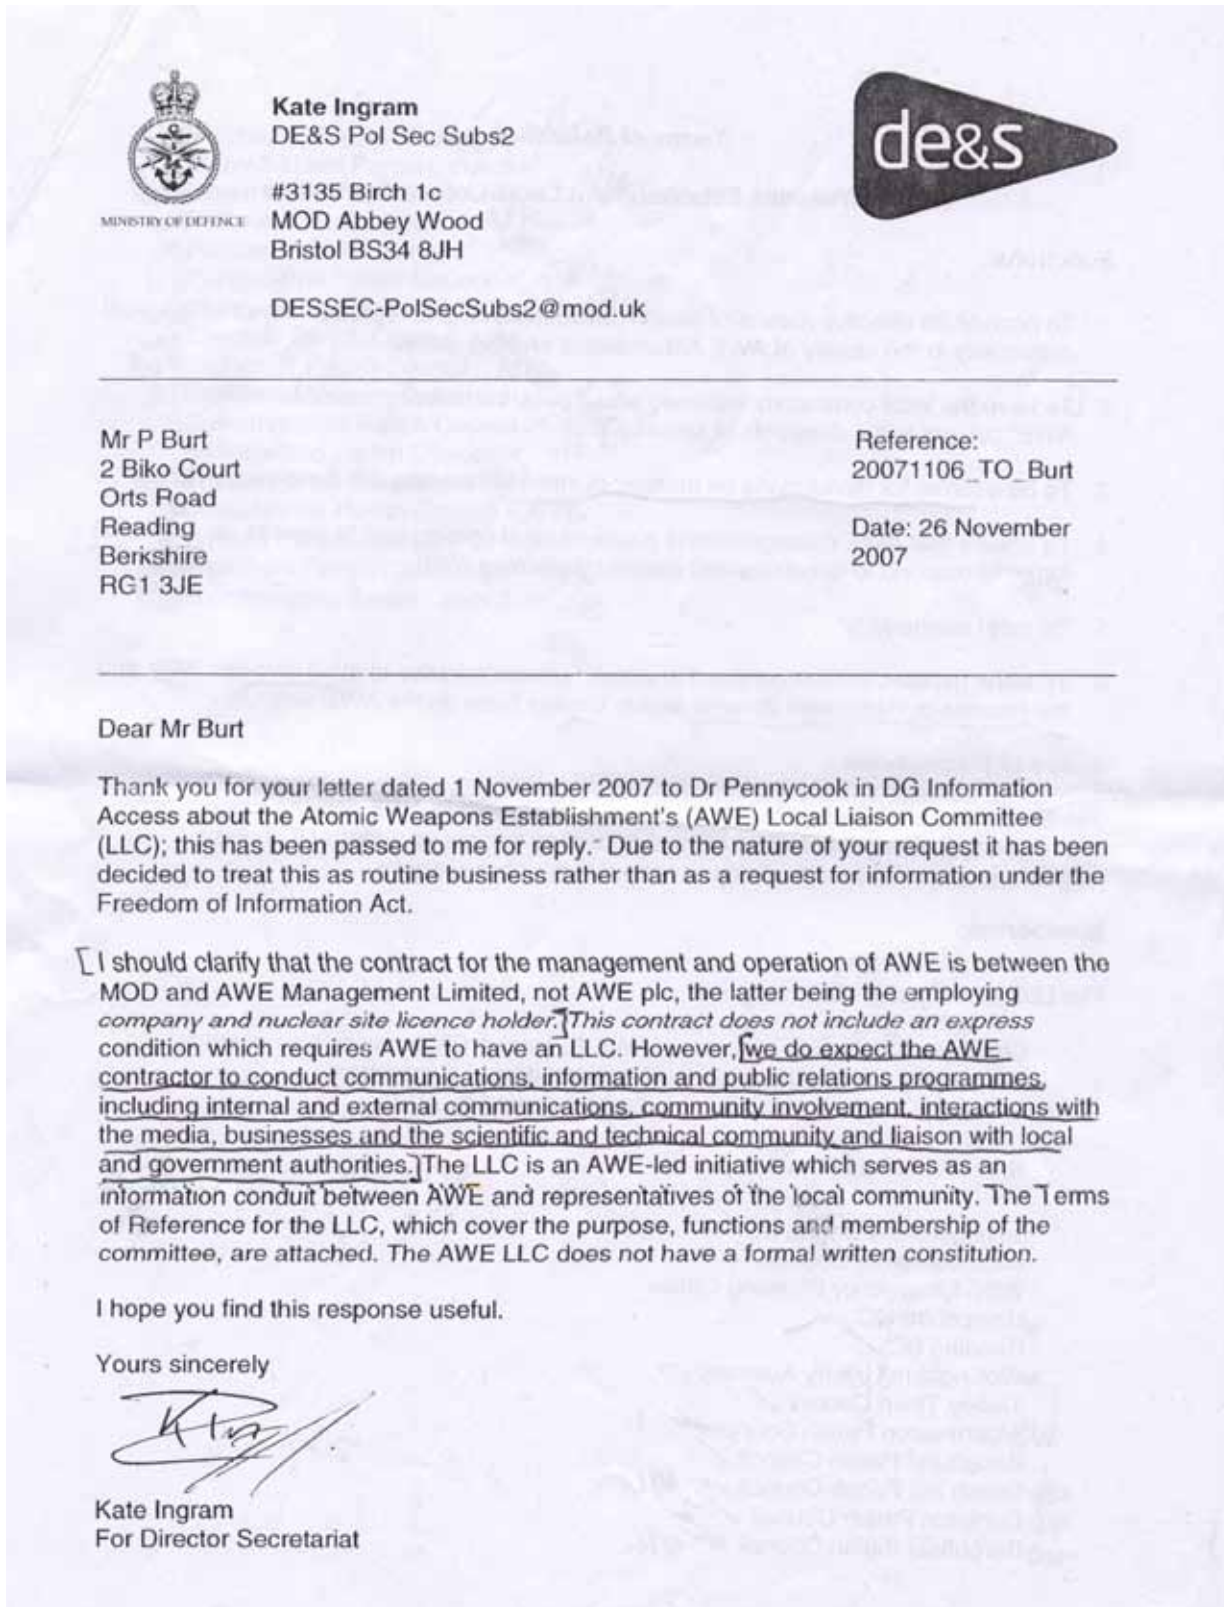 Kate Ingram
DE&S Pol Sec Subs2
#3135 Birch 1c
MOD Abbey Wood
Bristol BS34 8JH
DESSEC-PolSecSubs2@mod.uk
MINISTRY OF DEFENCE
de&s
Mr P Burt
2 Biko Court
Orts Road
Reading
Berkshire
RG1 3JE
Reference:
20071106_TO_Burt
Date: 26 November
2007
Dear Mr Burt
Thank you for your letter dated 1 November 2007 to Dr Pennycook in DG Information
Access about the Atomic Weapons Establishment's (AWE) Local Liaison Committee
(LLC); this has been passed to me for reply. Due to the nature of your request it has been
decided to treat this as routine business rather than as a request for information under the
Freedom of Information Act.
[I should clarify that the contract for the management and operation of AWE is between the
MOD and AWE Management Limited, not AWE plc, the latter being the employing
company and nuclear site licence holder.] This contract does not include an express
condition which requires AWE to have an LLC. However, [we do expect the AWE
contractor to conduct communications, information and public relations programmes,
including internal and external communications, community involvement, interactions with
the media, businesses and the scientific and technical community and liaison with local
and government authorities.] The LLC is an AWE-led initiative which serves as an
information conduit between AWE and representatives of the local community. The Terms
of Reference for the LLC, which cover the purpose, functions and membership of the
committee, are attached. The AWE LLC does not have a formal written constitution.
I hope you find this response useful.
Yours sincerely
Kate Ingram
For Director Secretariat